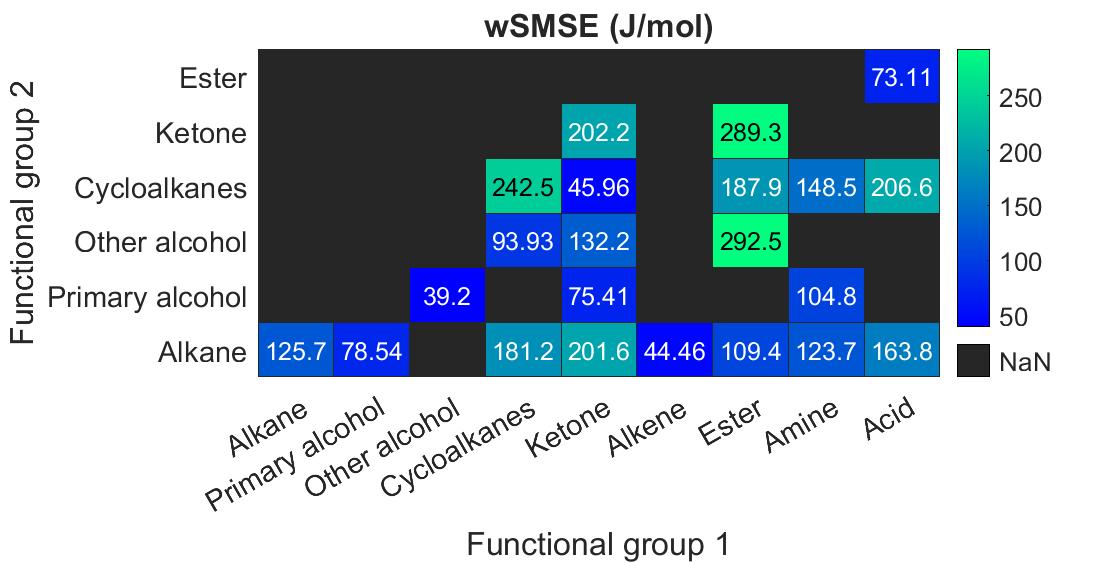 wSMSE (J/mol)
Functional group 2
Ester 73.11
Ketone 202.2 289.3
Cycloalkanes 242.5 45.96 187.9 148.5 206.6
Other alcohol 93.93 132.2 292.5
Primary alcohol 39.2 75.41 104.8
Alkane 125.7 78.54 181.2 201.6 44.46 109.4 123.7 163.8
250
200
150
100
50
NaN
Alkane
Primary alcohol
Other alcohol
Cycloalkanes
Ketone
Alkene
Ester
Amine
Acid
Functional group 1